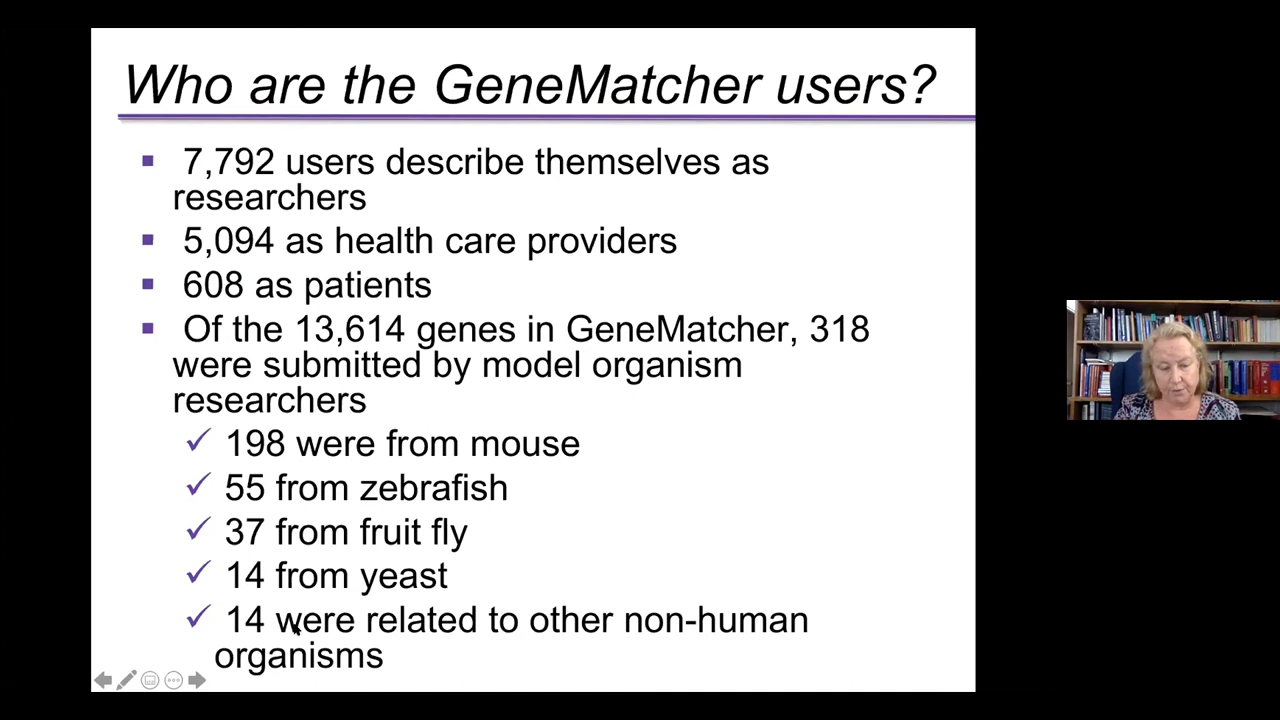 Who are the GeneMatcher users?
7,792 users describe themselves as
researchers
5,094 as health care providers
608 as patients
Of the 13,614 genes in GeneMatcher, 318
were submitted by model organism
researchers
198 were from mouse
55 from zebrafish
37 from fruit fly
14 from yeast
14 were related to other non-human
organisms